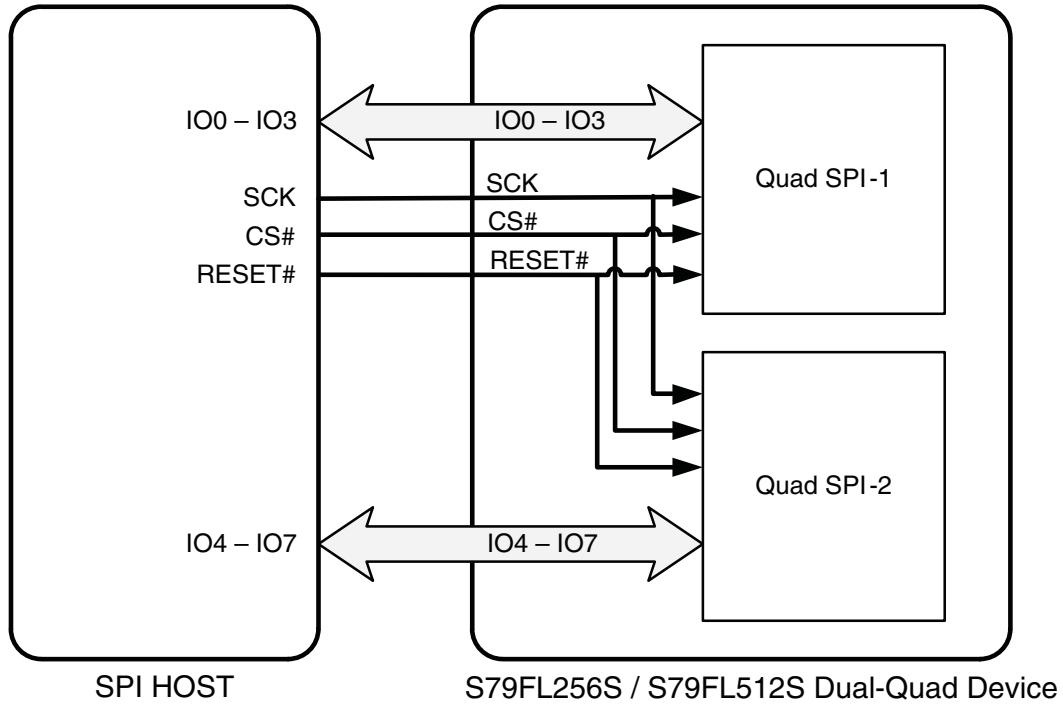 IO0 – IO3
IO0 – IO3
Quad SPI-1
SCK
SCK
CS#
CS#
RESET#
RESET#
Quad SPI-2
IO4 – IO7
IO4 – IO7
SPI HOST
S79FL256S / S79FL512S Dual-Quad Device